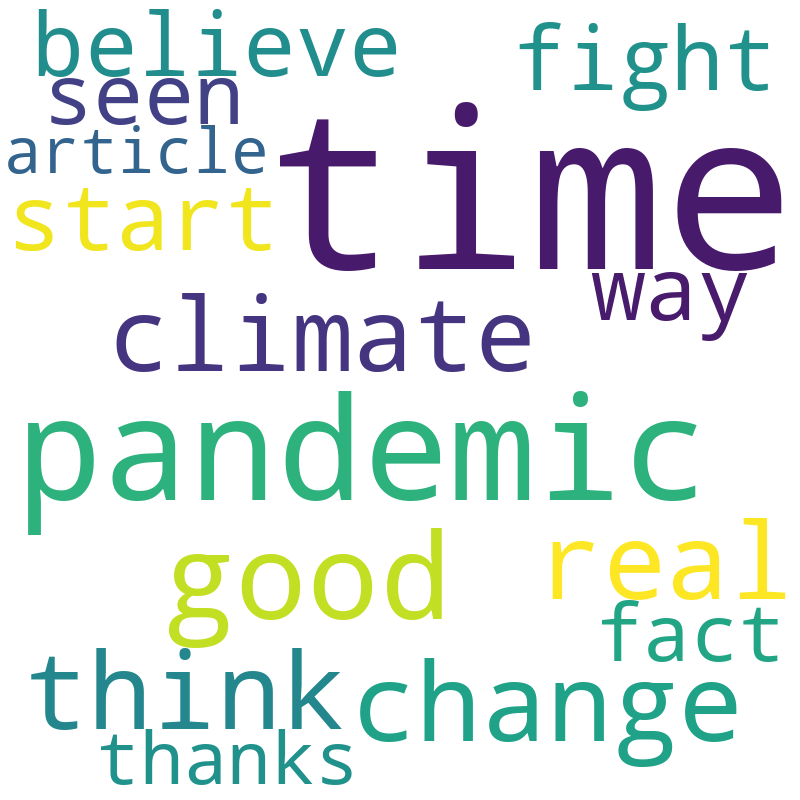 believe fight
seen
article time
start
way
climate
pandemic
good real
fact
think change
thanks